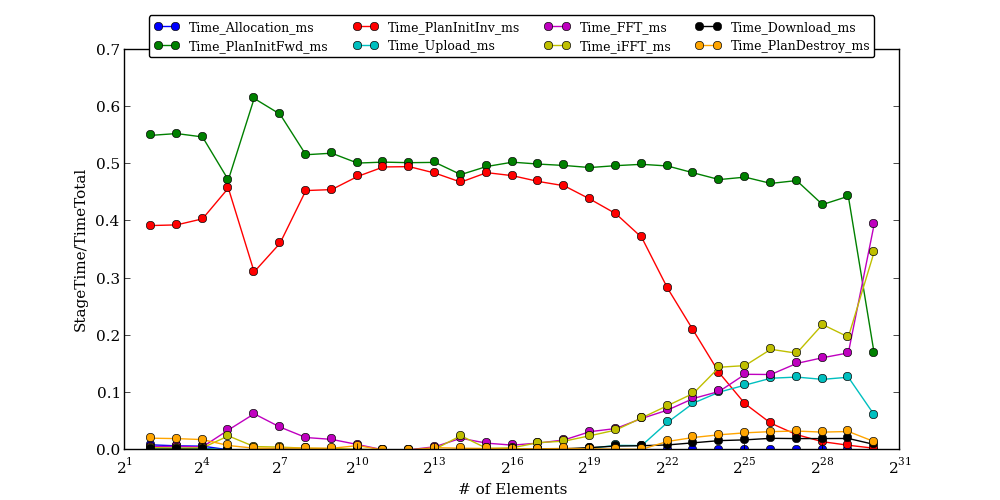 Time_Allocation_ms Time_PlanInitInv_ms Time_FFT_ms Time_Download_ms
Time_PlanInitFwd_ms Time_Upload_ms Time_iFFT_ms Time_PlanDestroy_ms
0.7
0.6
0.5
0.4
0.3
0.2
0.1
0.0
StageTime/TimeTotal
2^1 2^4 2^7 2^10 2^13 2^16 2^19 2^22 2^25 2^28 2^31
# of Elements